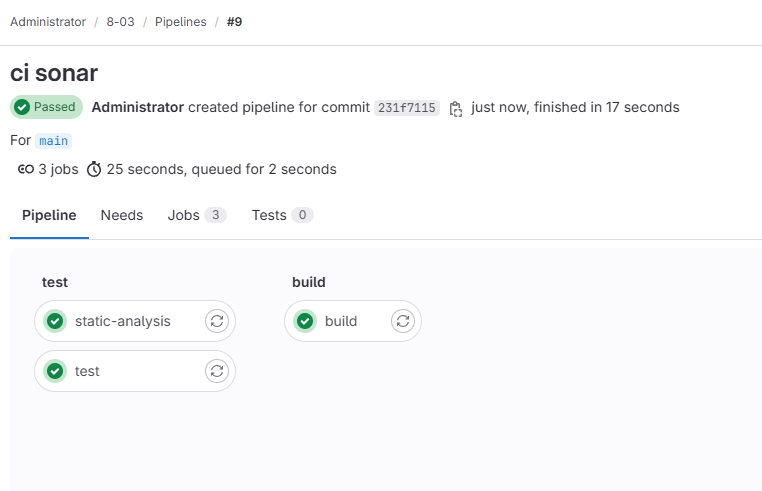 Administrator / 8-03 / Pipelines / #9
ci sonar
Passed Administrator created pipeline for commit 231f7115 just now, finished in 17 seconds
For main
3 jobs 25 seconds, queued for 2 seconds
Pipeline Needs Jobs 3 Tests 0
test build
static-analysis build
test